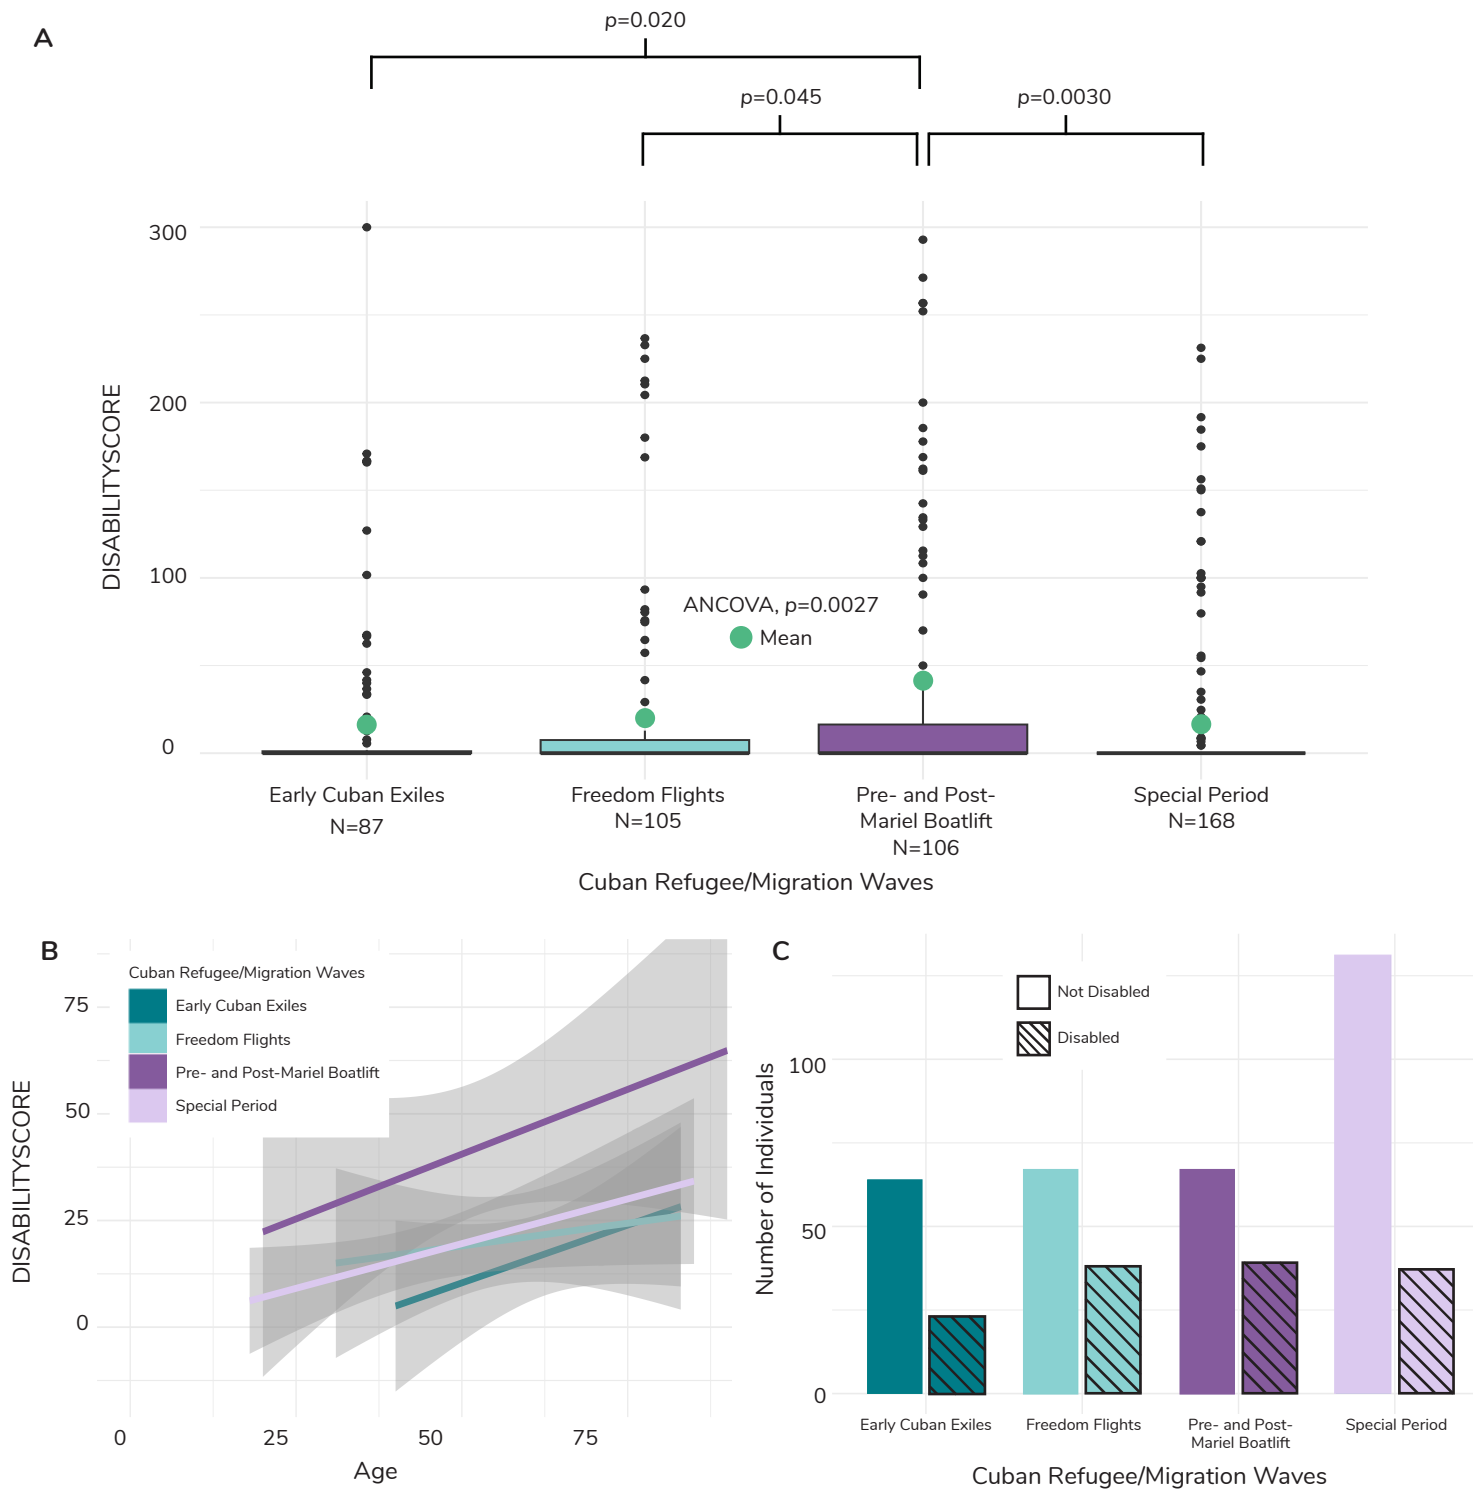 A
p=0.020
p=0.045
p=0.0030
300
200
100
0
DISABILITYSCORE
ANCOVA, p=0.0027
Mean
Early Cuban Exiles
N=87
Freedom Flights
N=105
Pre- and Post-
Mariel Boatlift
N=106
Special Period
N=168
Cuban Refugee/Migration Waves
B
Cuban Refugee/Migration Waves
Early Cuban Exiles
Freedom Flights
Pre- and Post-Mariel Boatlift
Special Period
75
50
25
0
DISABILITYSCORE
0
25
50
75
Age
C
Not Disabled
Disabled
100
50
0
Number of Individuals
Early Cuban Exiles
Freedom Flights
Pre- and Post-
Mariel Boatlift
Special Period
Cuban Refugee/Migration Waves